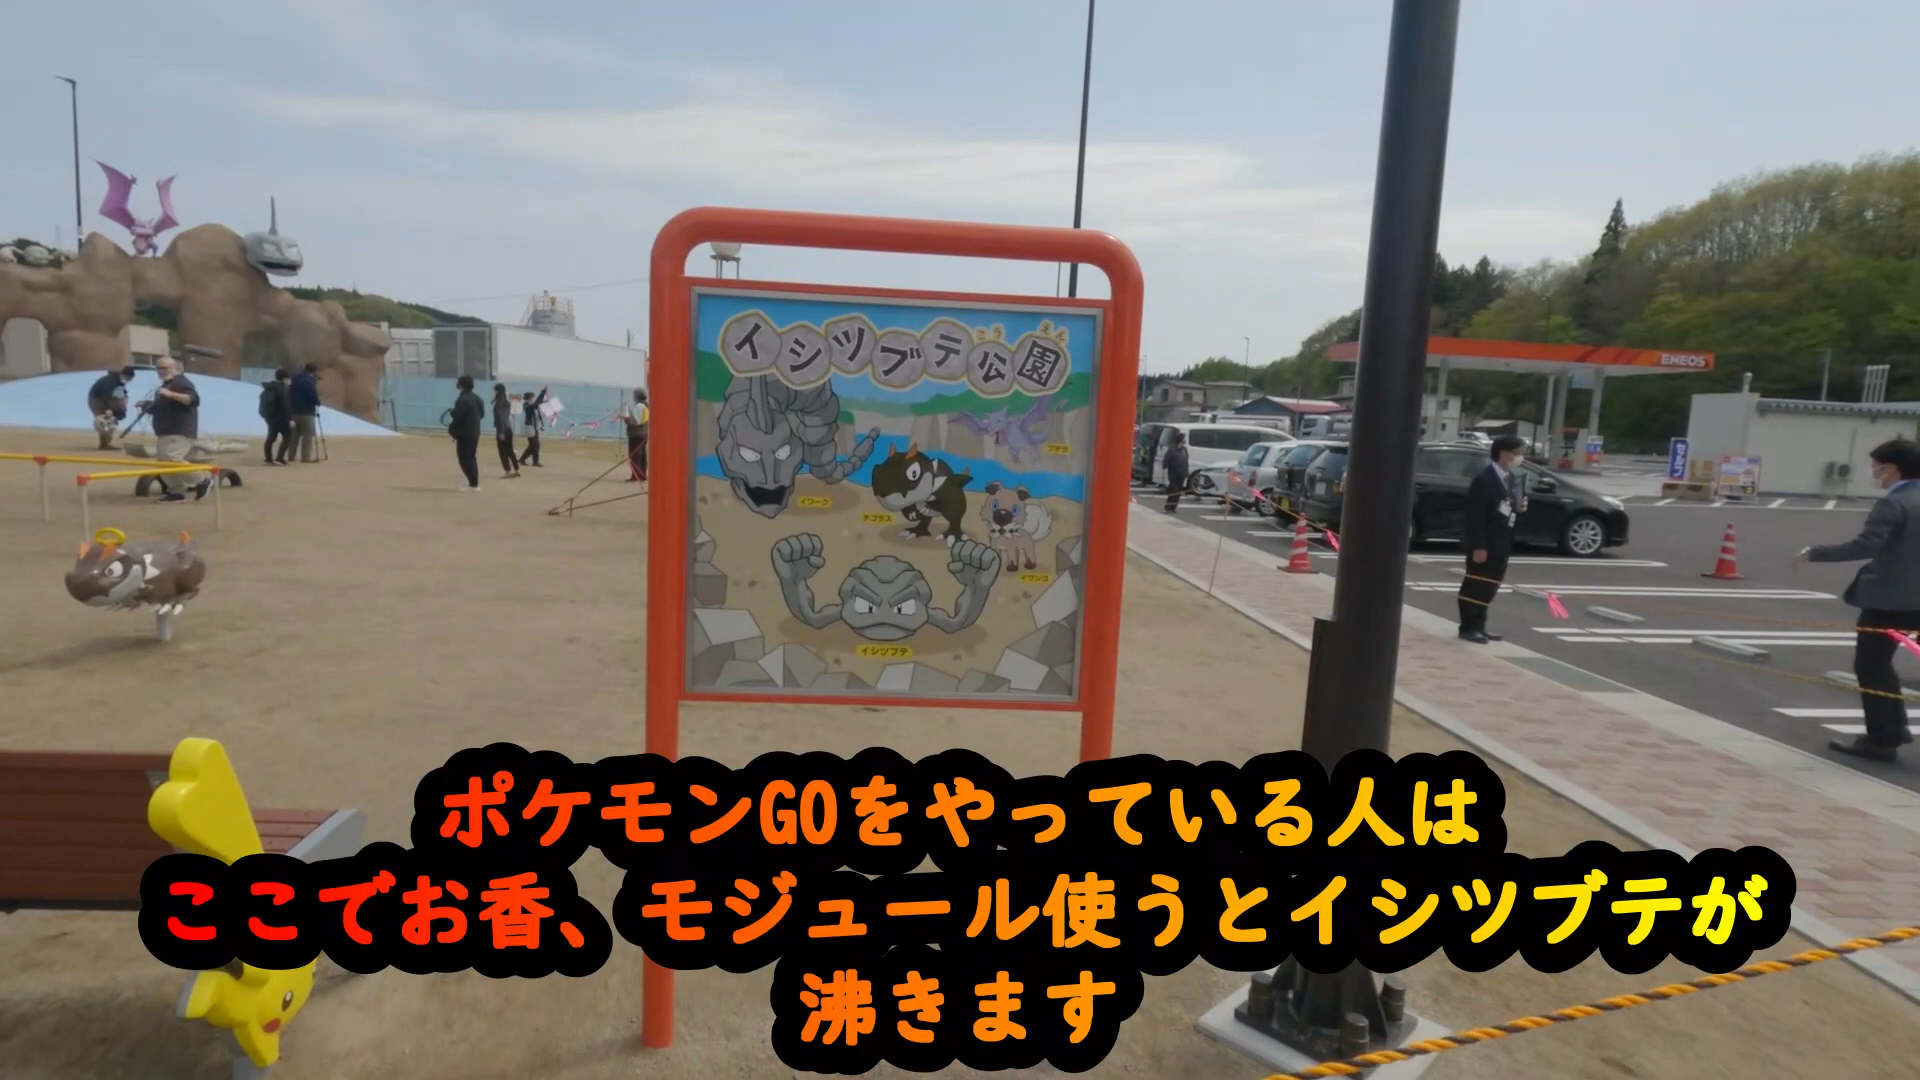 こう えん
イシツブテ公園
プテラ
イワーク
チゴラス
イワンコ
イシツブテ
ENEOS
セルフ
ポケモンGOをやっている人は
ここでお香、モジュール使うとイシツブテが
沸きます